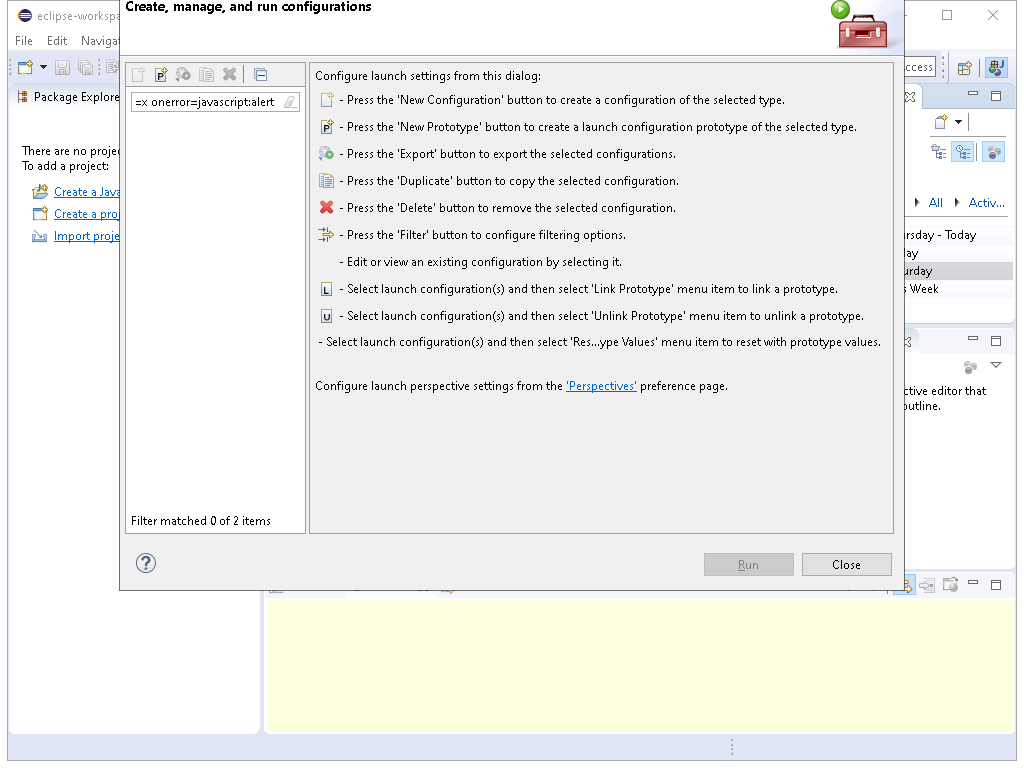 eclipse-workspa
Create, manage, and run configurations
File Edit Navigat
ccess
Package Explore
=x onerror=javascript:alert
Configure launch settings from this dialog:
- Press the 'New Configuration' button to create a configuration of the selected type.
- Press the 'New Prototype' button to create a launch configuration prototype of the selected type.
- Press the 'Export' button to export the selected configurations.
- Press the 'Duplicate' button to copy the selected configuration.
- Press the 'Delete' button to remove the selected configuration.
- Press the 'Filter' button to configure filtering options.
- Edit or view an existing configuration by selecting it.
L - Select launch configuration(s) and then select 'Link Prototype' menu item to link a prototype.
U - Select launch configuration(s) and then select 'Unlink Prototype' menu item to unlink a prototype.
- Select launch configuration(s) and then select 'Res...ype Values' menu item to reset with prototype values.
Configure launch perspective settings from the 'Perspectives' preference page.
There are no projec
To add a project:
Create a Java
Create a proj
Import proje
All Activ...
rsday - Today
ay
urday
s Week
ctive editor that
outline.
Filter matched 0 of 2 items
Run
Close